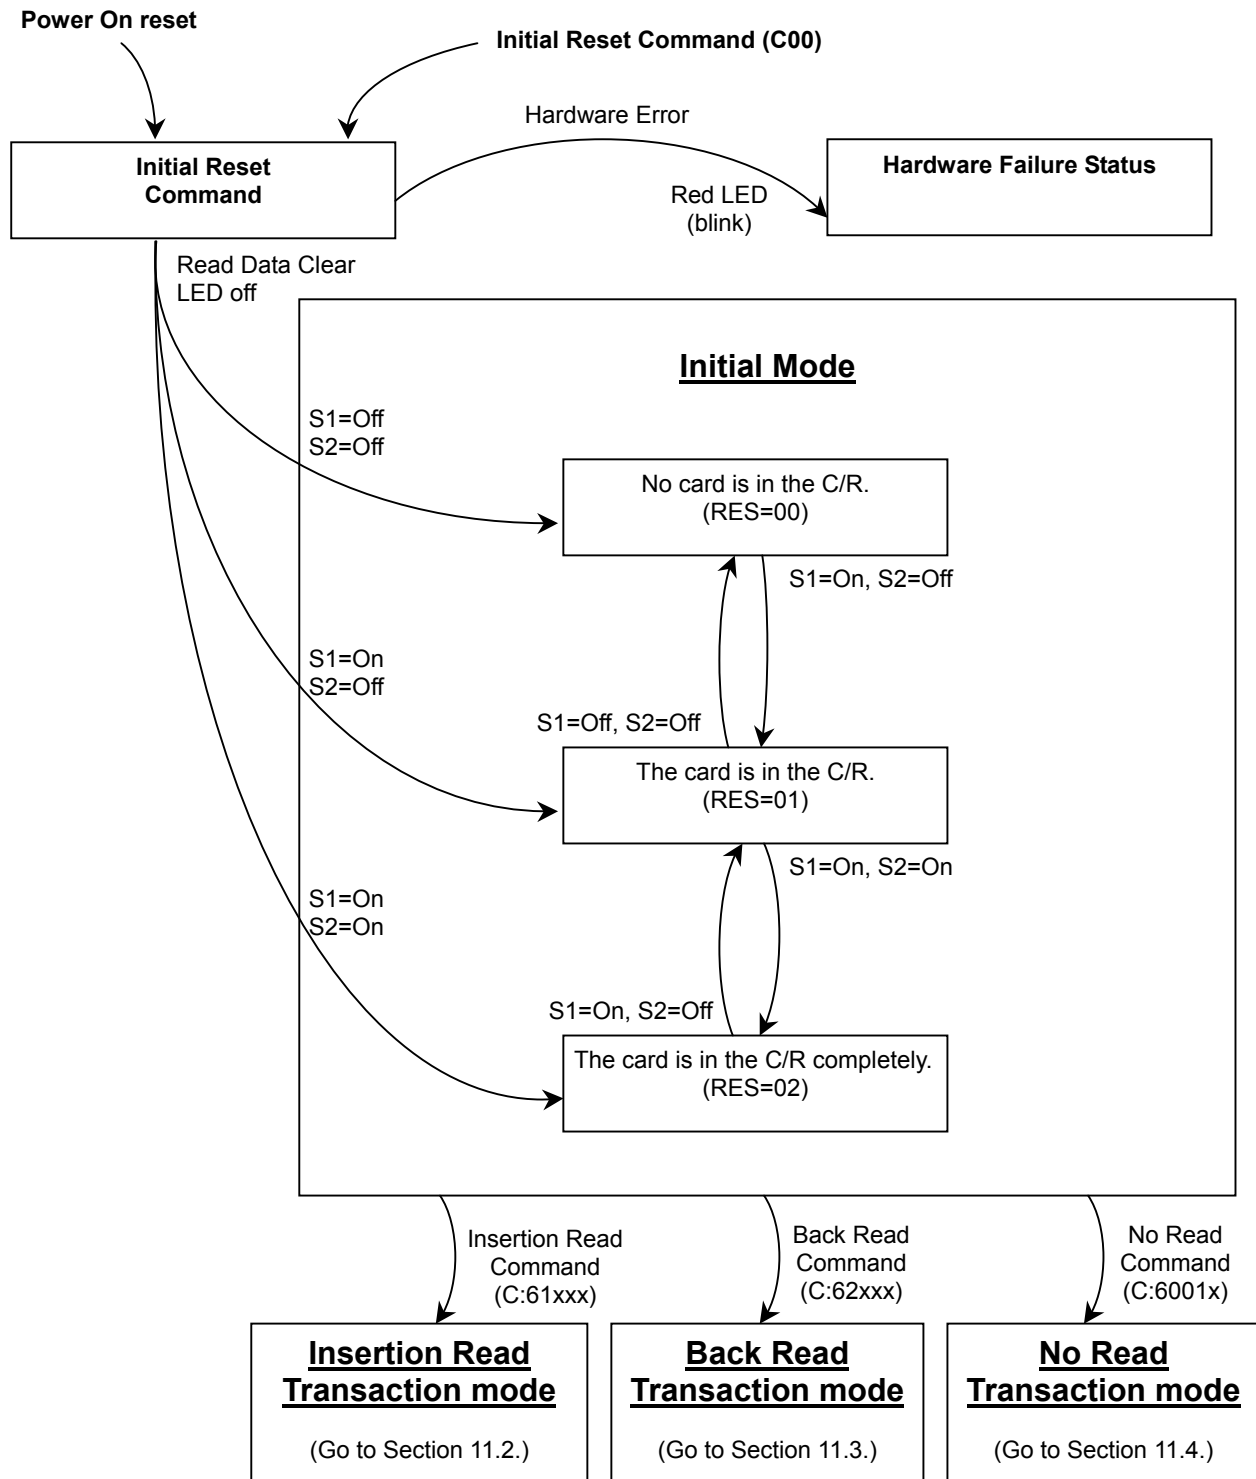 Power On reset
Initial Reset Command (C00)
Hardware Error
Initial Reset
Command
Hardware Failure Status
Red LED
(blink)
Read Data Clear
LED off
Initial Mode
S1=Off
S2=Off
No card is in the C/R.
(RES=00)
S1=On, S2=Off
S1=On
S2=Off
S1=Off, S2=Off
The card is in the C/R.
(RES=01)
S1=On, S2=On
S1=On
S2=On
S1=On, S2=Off
The card is in the C/R completely.
(RES=02)
Insertion Read
Command
(C:61xxx)
Back Read
Command
(C:62xxx)
No Read
Command
(C:6001x)
Insertion Read
Transaction mode
(Go to Section 11.2.)
Back Read
Transaction mode
(Go to Section 11.3.)
No Read
Transaction mode
(Go to Section 11.4.)